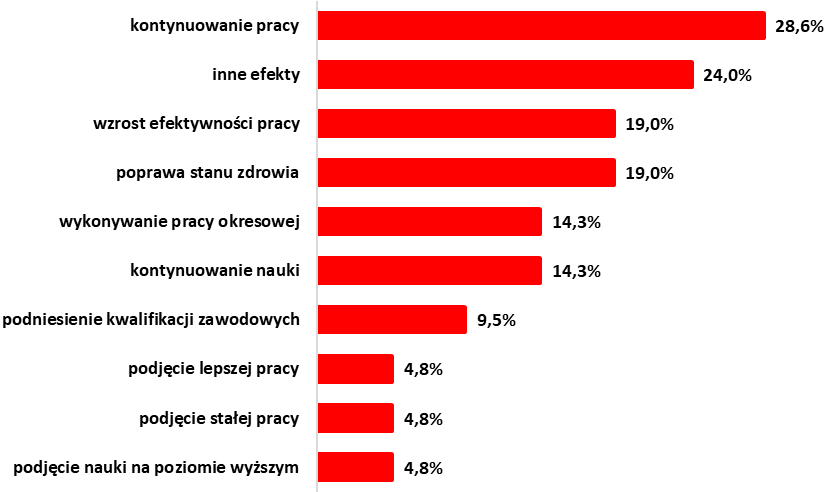 kontynuowanie pracy 28,6%
inne efekty 24,0%
wzrost efektywności pracy 19,0%
poprawa stanu zdrowia 19,0%
wykonywanie pracy okresowej 14,3%
kontynuowanie nauki 14,3%
podniesienie kwalifikacji zawodowych 9,5%
podjęcie lepszej pracy 4,8%
podjęcie stałej pracy 4,8%
podjęcie nauki na poziomie wyższym 4,8%